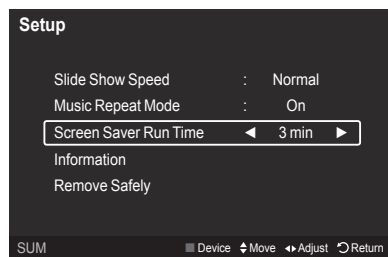 Setup
Slide Show Speed : Normal
Music Repeat Mode : On
Screen Saver Run Time ◀ 3 min ▶
Information
Remove Safely
SUM Device Move Adjust Return